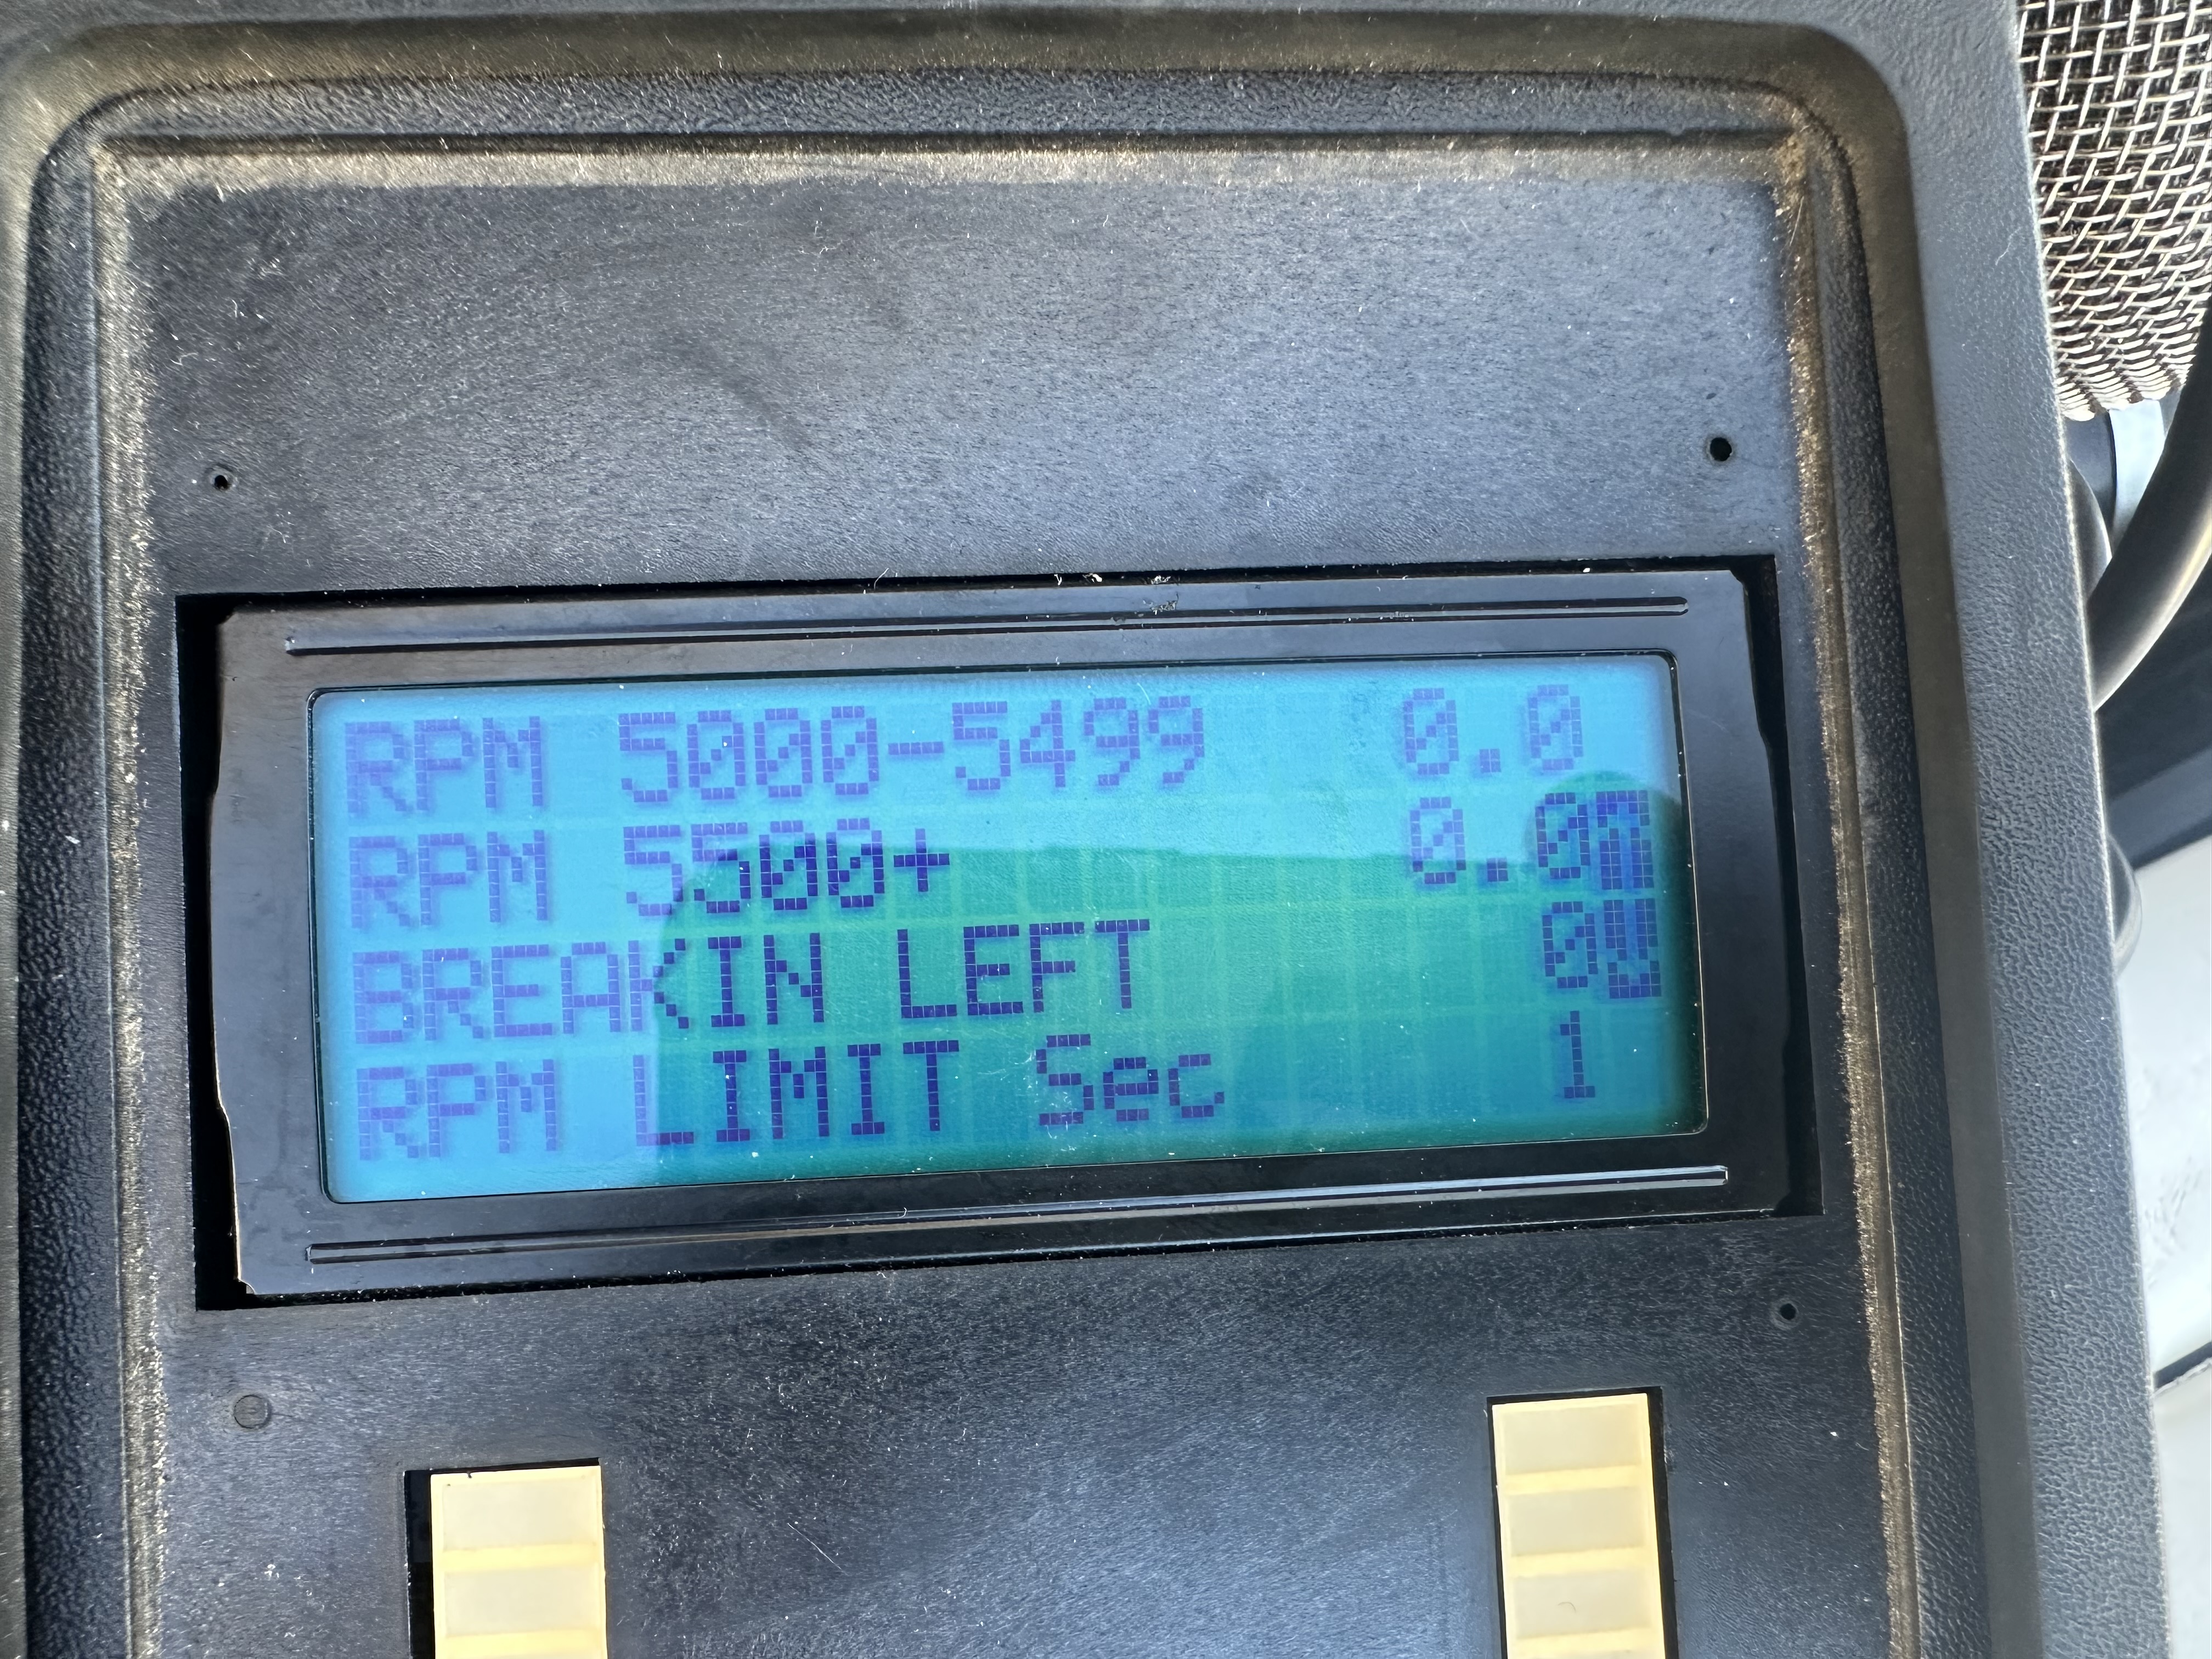 RPM 5000-5499 0.0
RPM 5500+ 0.0
BREAKIN LEFT 0
RPM LIMIT Sec 1